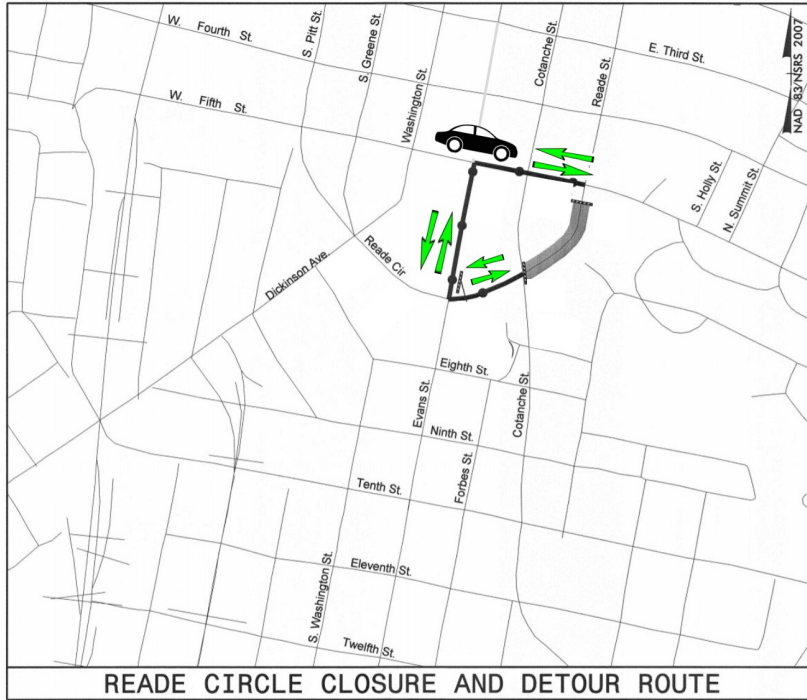 W. Fourth St.
S. Pitt St.
S. Greene St.
Washington St.
Cotanche St.
Reade St.
E. Third St.
NAD 83/NSRS 2007
W. Fifth St.
S. Holly St.
N. Summit St.
Reade Cir
Dickinson Ave
Eighth St.
Evans St.
Cotanche St.
Ninth St.
Forbes St.
Tenth St.
Eleventh St.
S. Washington St.
Twelfth St.
READE CIRCLE CLOSURE AND DETOUR ROUTE